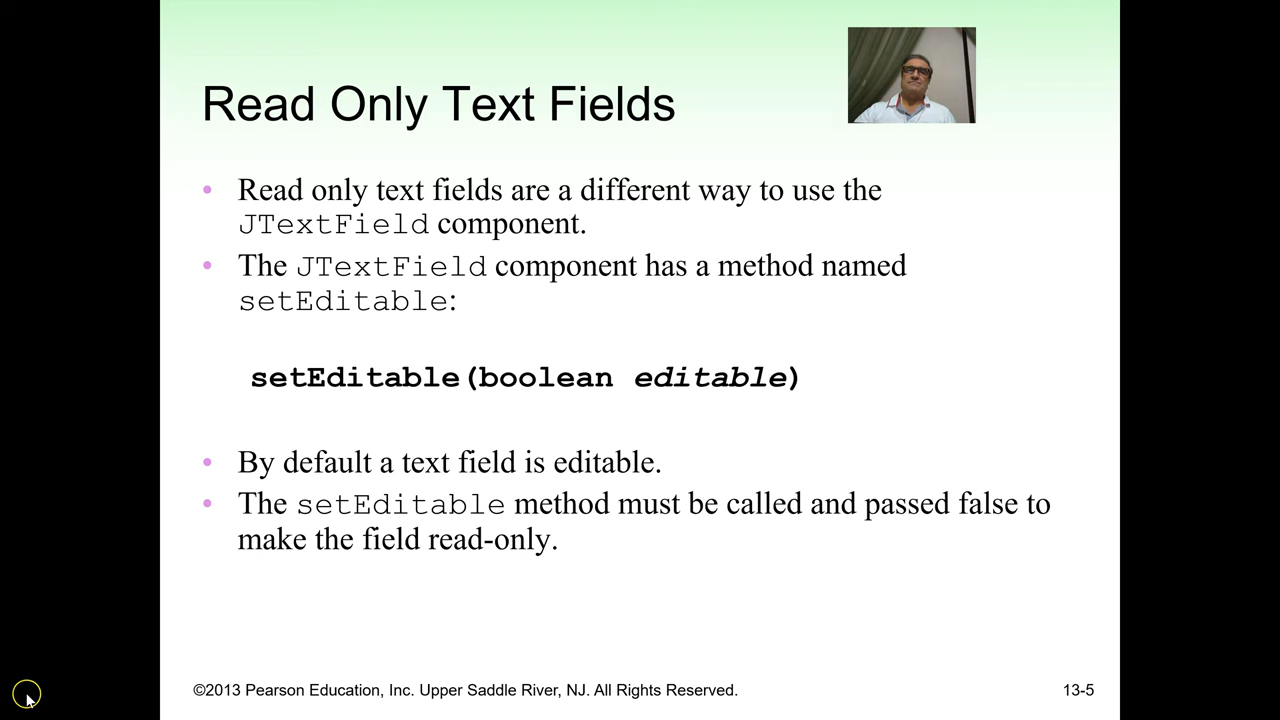 Read Only Text Fields
• Read only text fields are a different way to use the
JTextField component.
• The JTextField component has a method named
setEditable:
setEditable(boolean editable)
• By default a text field is editable.
• The setEditable method must be called and passed false to
make the field read-only.
©2013 Pearson Education, Inc. Upper Saddle River, NJ. All Rights Reserved.
13-5